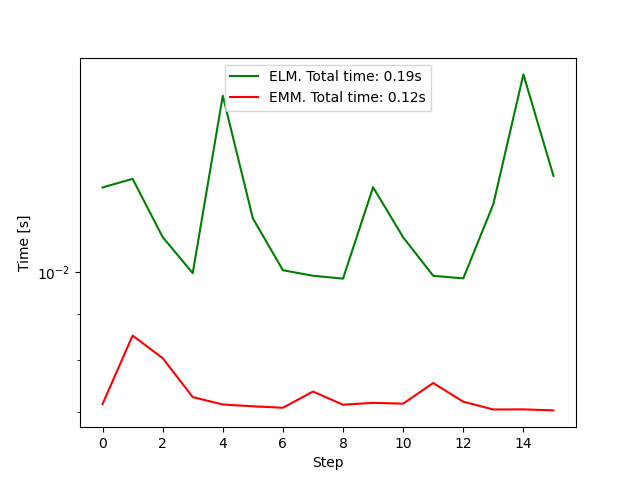 ELM. Total time: 0.19s
EMM. Total time: 0.12s
Time [s]
10⁻²
0 2 4 6 8 10 12 14
Step